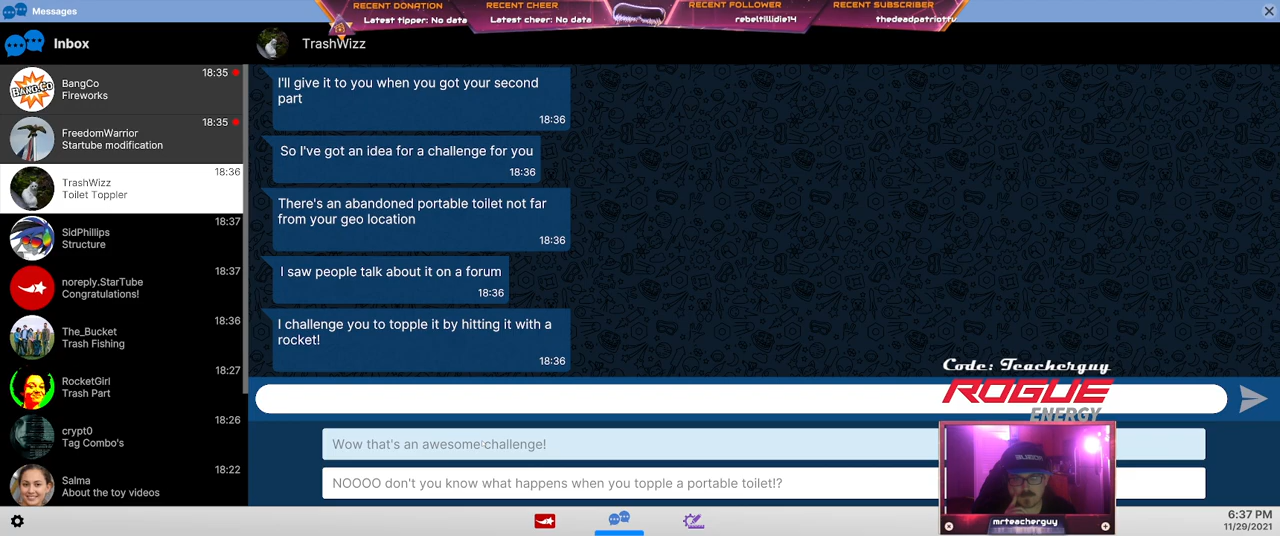 Messages
RECENT DONATION
Latest tipper: No data
RECENT CHEER
Latest cheer: No data
RECENT FOLLOWER
rebeltillidie14
RECENT SUBSCRIBER
thedeadpatriottv
Inbox
TrashWizz
BangCo
Fireworks
18:35
FreedomWarrior
Startube modification
18:35
TrashWizz
Toilet Toppler
18:36
SidPhillips
Structure
18:37
noreply.StarTube
Congratulations!
18:37
The_Bucket
Trash Fishing
18:36
RocketGirl
Trash Part
18:27
crypt0
Tag Combo's
18:26
Salma
About the toy videos
18:22
BANG.CO
I'll give it to you when you got your second
part
18:36
So I've got an idea for a challenge for you
18:36
There's an abandoned portable toilet not far
from your geo location
18:36
I saw people talk about it on a forum
18:36
I challenge you to topple it by hitting it with a
rocket!
18:36
Code: Teacherguy
ROGUE
ENERGY
Wow that's an awesome challenge!
NOOOO don't you know what happens when you topple a portable toilet!?
mrteacherguy
6:37 PM
11/29/2021